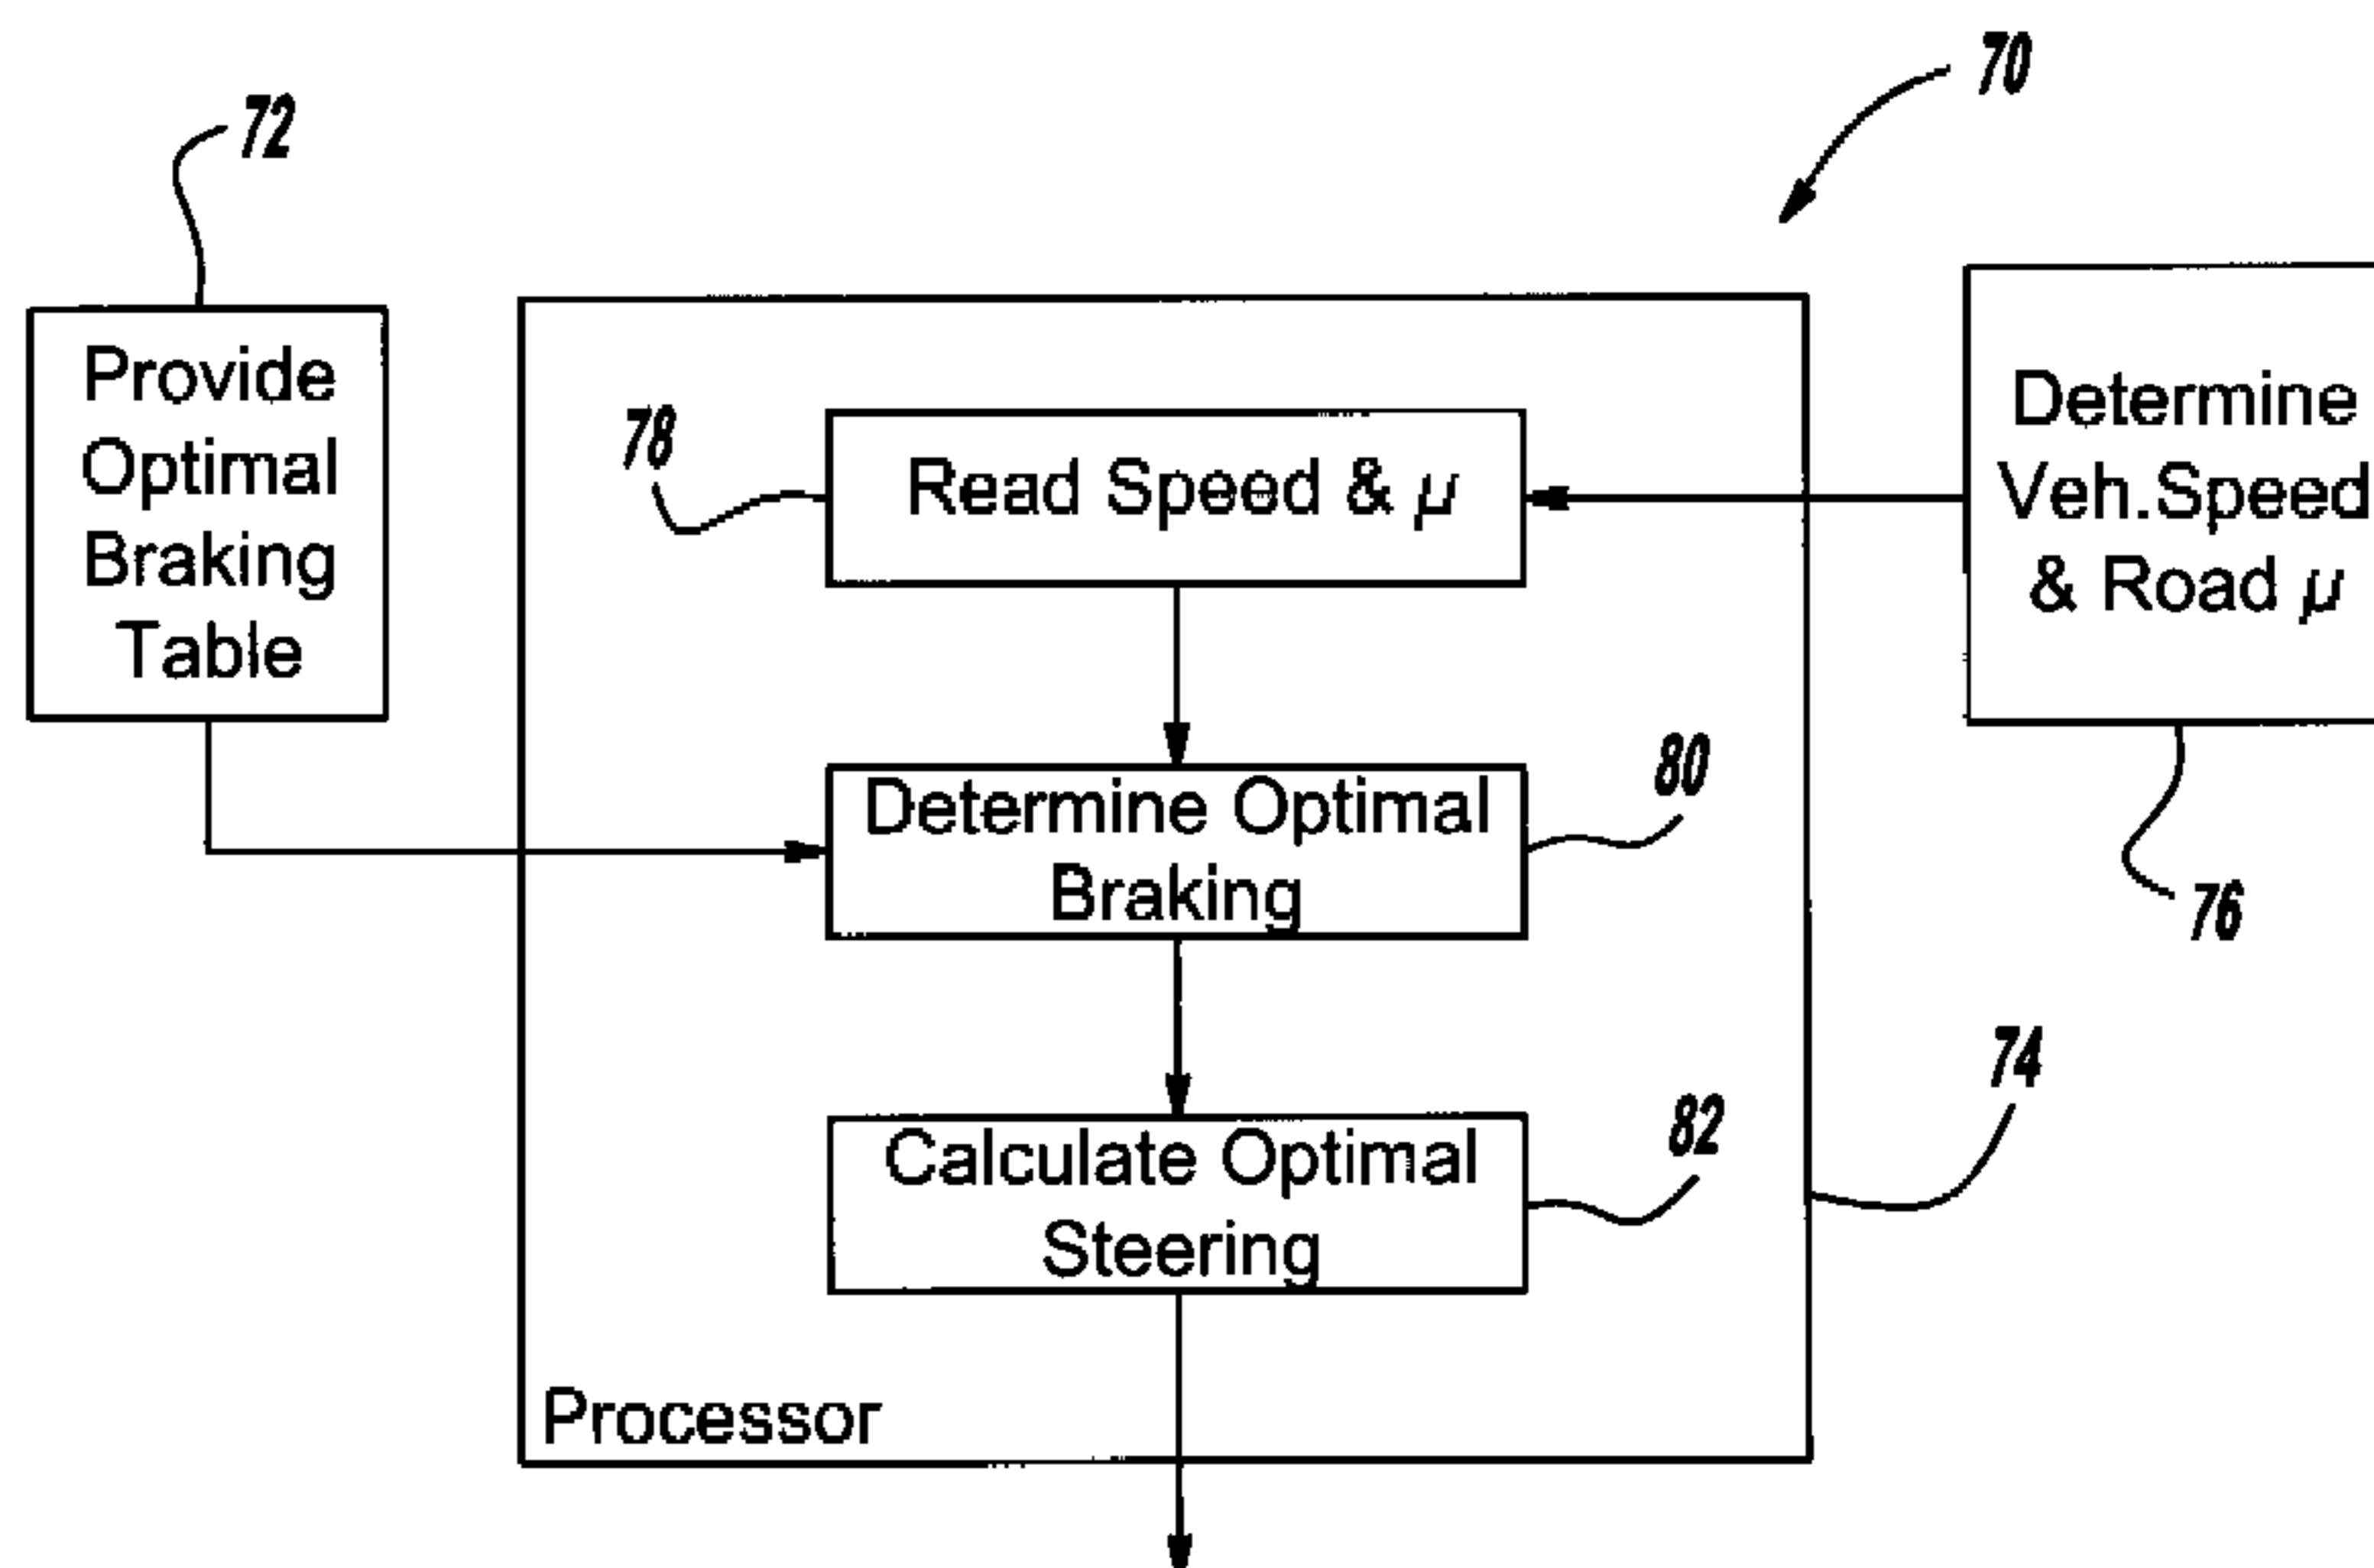 70
72
Provide
Optimal
Braking
Table
78
Read Speed & µ
Determine
Veh.Speed
& Road µ
76
Determine Optimal
Braking
80
Calculate Optimal
Steering
82
74
Processor